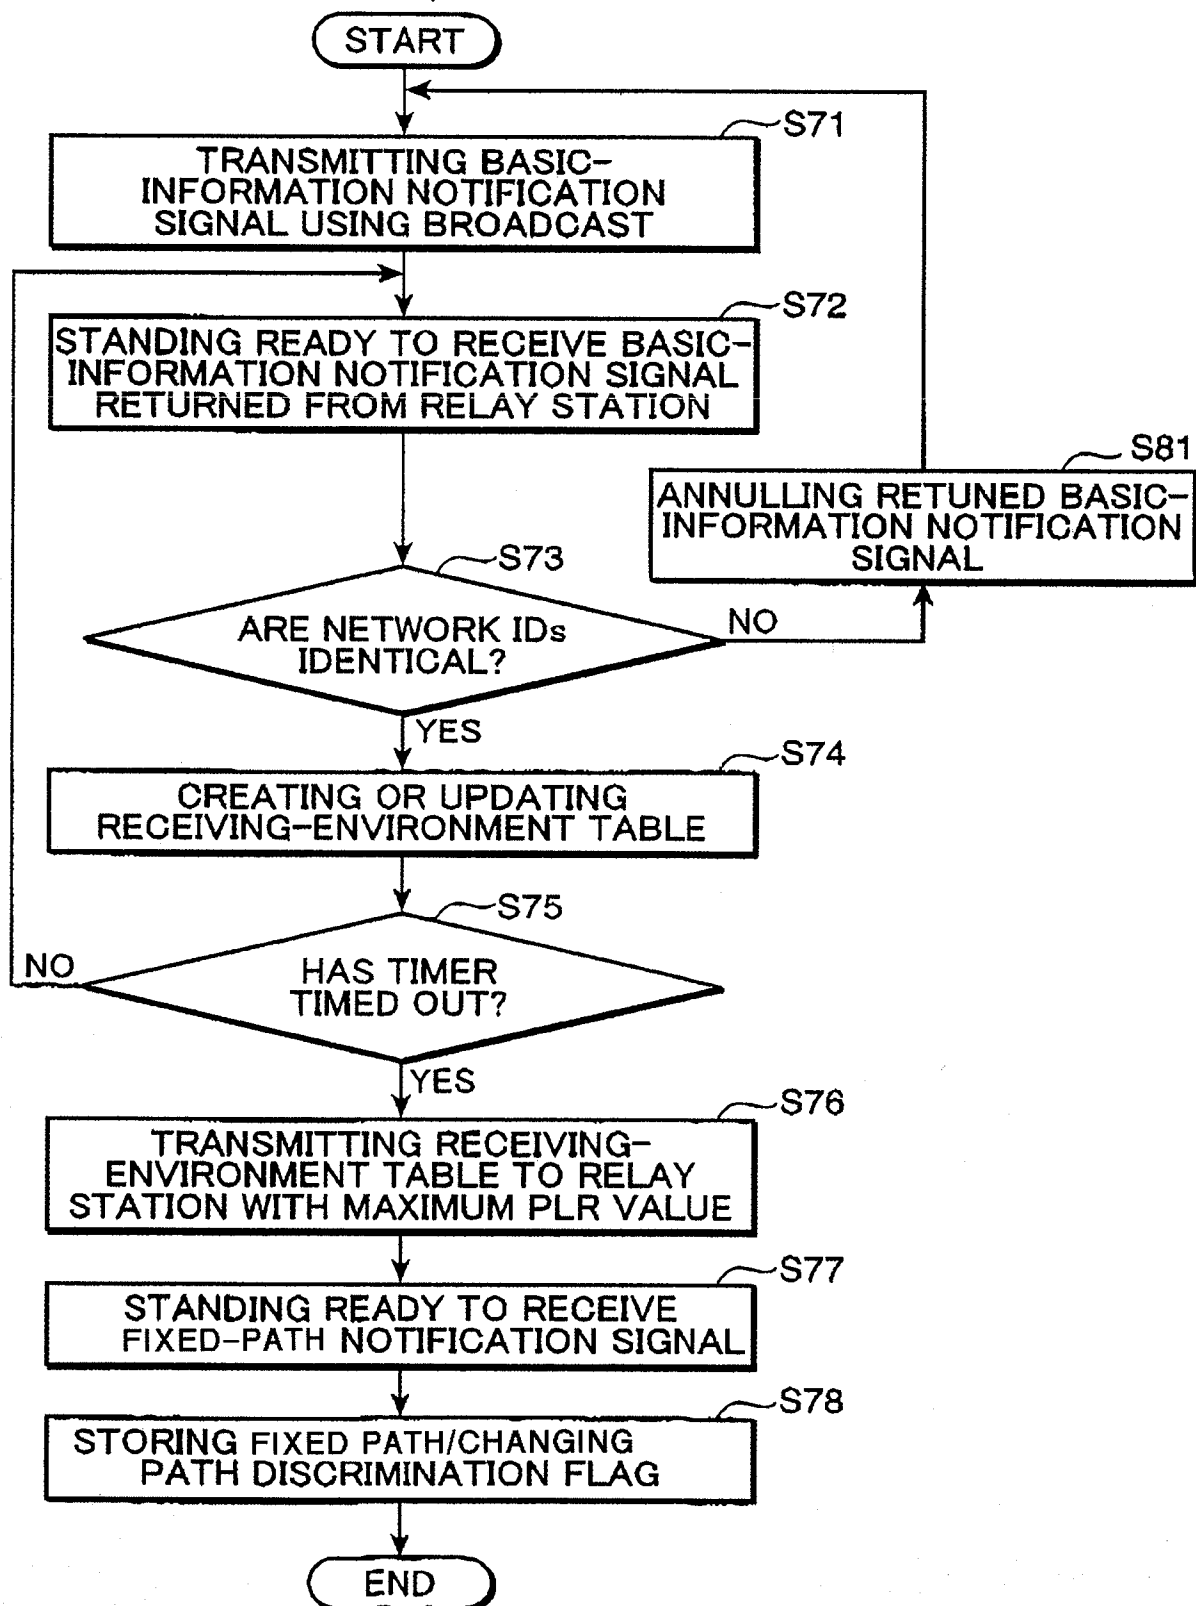 START
S71
TRANSMITTING BASIC-
INFORMATION NOTIFICATION
SIGNAL USING BROADCAST
S72
STANDING READY TO RECEIVE BASIC-
INFORMATION NOTIFICATION SIGNAL
RETURNED FROM RELAY STATION
S81
ANNULLING RETUNED BASIC-
INFORMATION NOTIFICATION
SIGNAL
S73
ARE NETWORK IDs
IDENTICAL?
NO
YES
S74
CREATING OR UPDATING
RECEIVING-ENVIRONMENT TABLE
S75
HAS TIMER
TIMED OUT?
NO
YES
S76
TRANSMITTING RECEIVING-
ENVIRONMENT TABLE TO RELAY
STATION WITH MAXIMUM PLR VALUE
S77
STANDING READY TO RECEIVE
FIXED-PATH NOTIFICATION SIGNAL
S78
STORING FIXED PATH/CHANGING
PATH DISCRIMINATION FLAG
END